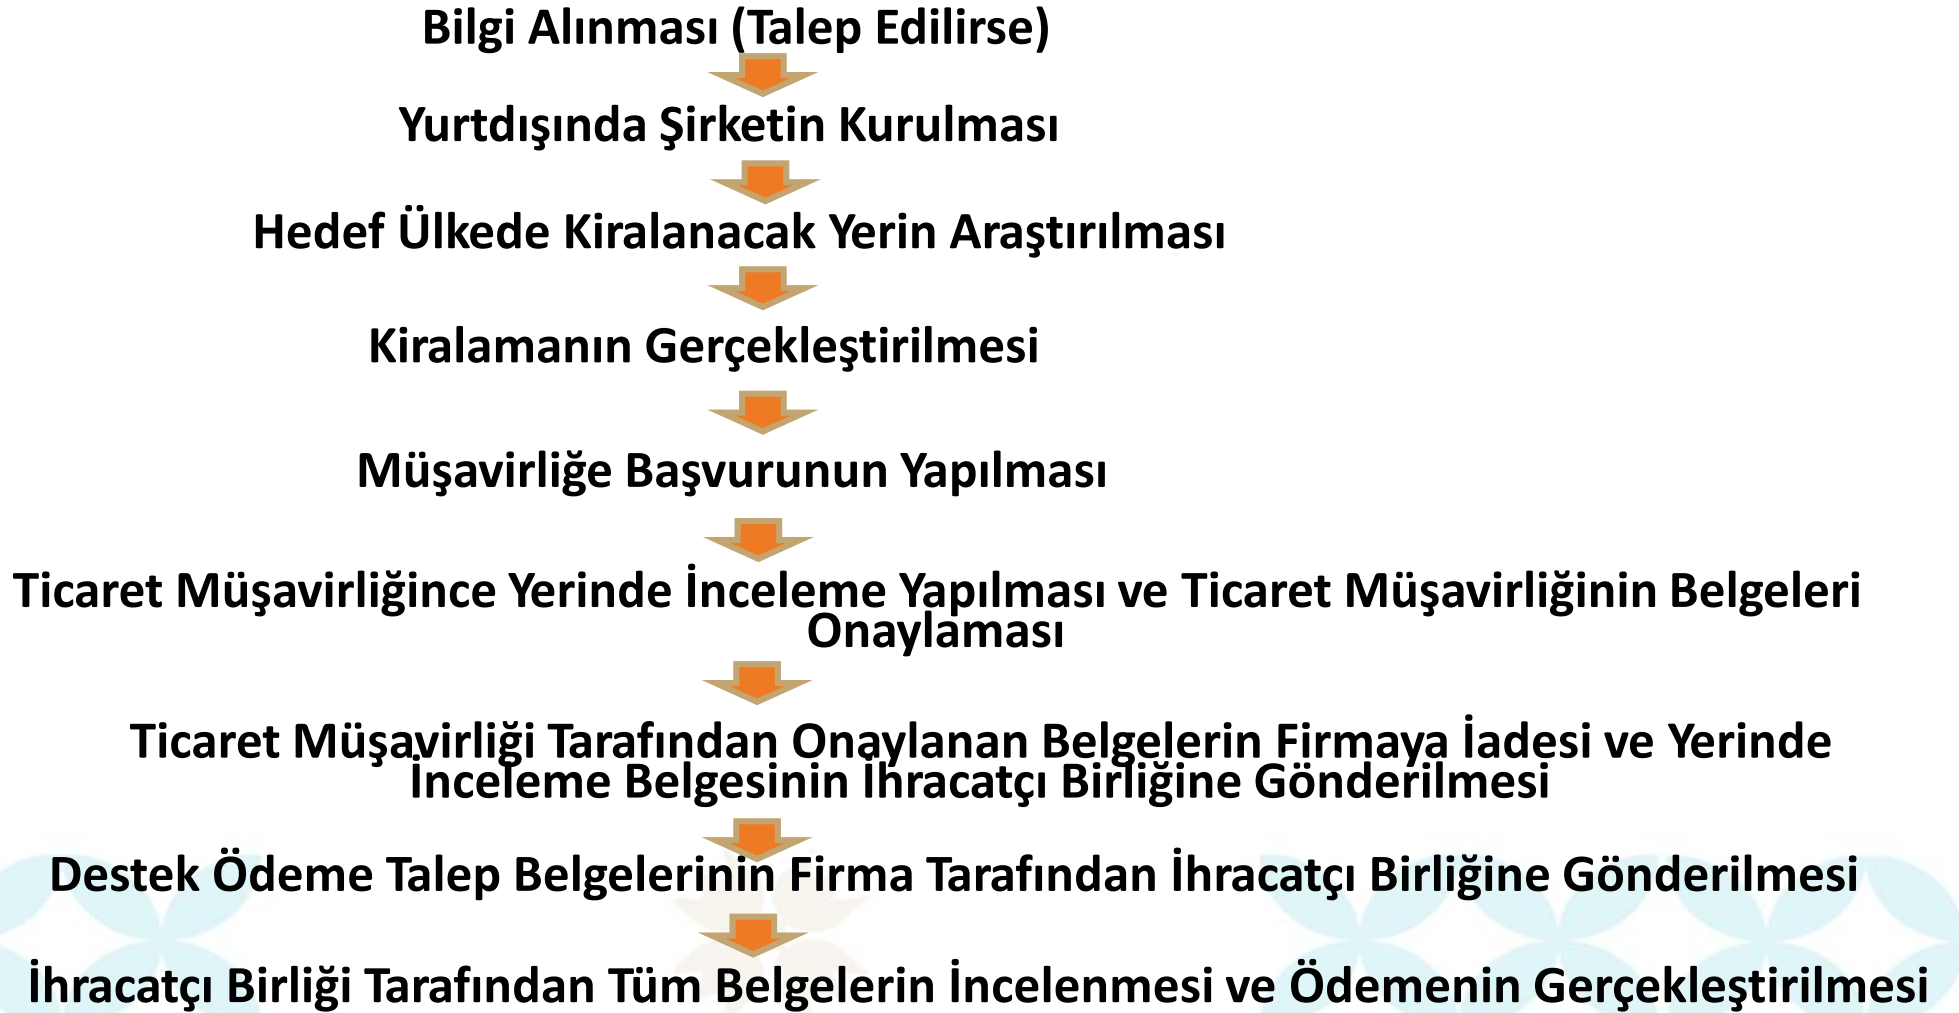 Bilgi Alınması (Talep Edilirse)
Yurtdışında Şirketin Kurulması
Hedef Ülkede Kiralanacak Yerin Araştırılması
Kiralamanın Gerçekleştirilmesi
Müşavirliğe Başvurunun Yapılması
Ticaret Müşavirliğince Yerinde İnceleme Yapılması ve Ticaret Müşavirliğinin Belgeleri
Onaylaması
Ticaret Müşavirliği Tarafından Onaylanan Belgelerin Firmaya İadesi ve Yerinde
İnceleme Belgesinin İhracatçı Birliğine Gönderilmesi
Destek Ödeme Talep Belgelerinin Firma Tarafından İhracatçı Birliğine Gönderilmesi
İhracatçı Birliği Tarafından Tüm Belgelerin İncelenmesi ve Ödemenin Gerçekleştirilmesi